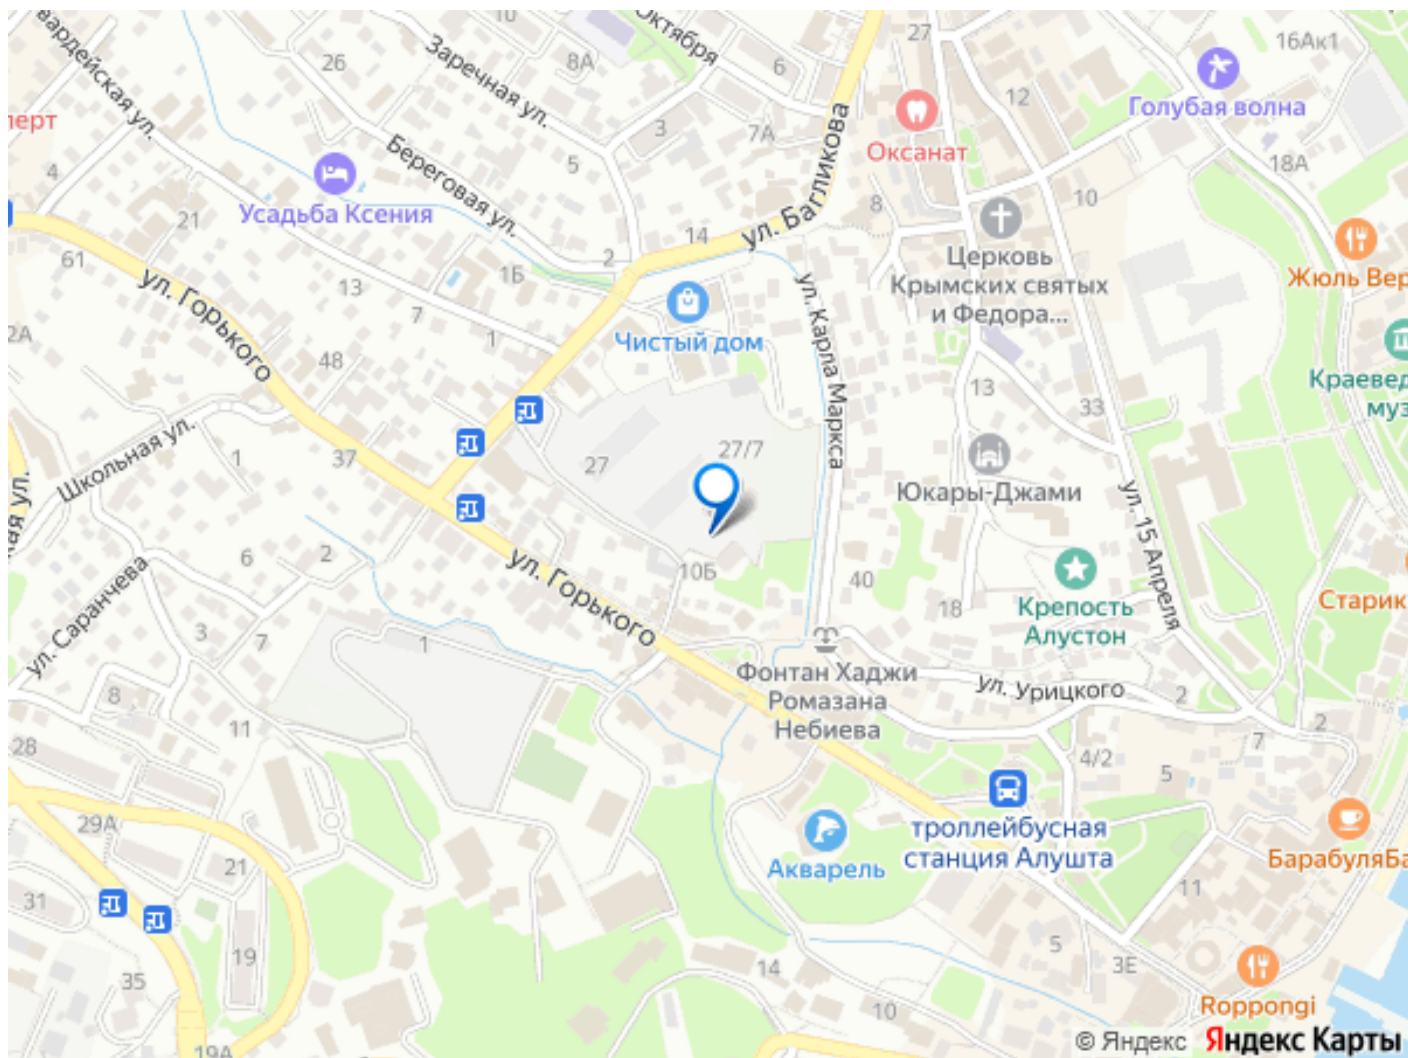 10
Октября
16Ак1
27
Заречная ул.
8А
6
26
12
Голубая волна
7А
3
Оксанат
5
18А
4
Береговая ул.
ул. Багликова
10
8
Усадьба Ксения
21
14
ул. Горького
61
2
1Б
Церковь
Крымских святых
и Федора...
Жюль Вер
13
7
1
Чистый дом
ул. Карла Маркса
2А
48
13
33
Краевед
муз
Школьная ул.
1
37
27
27/7
Юкары-Джами
ул. 15 Апреля
6
2
ул. Горького
10Б
40
18
Крепость
Алустон
Старик
ул. Саранчева
3
7
1
Фонтан Хаджи
Ромазана
Небиева
ул. Урицкого
2
2
8
11
28
7
4/2
5
29А
21
троллейбусная
станция Алушта
Акварель
БарабуляБа
31
11
19
35
14
5
3Е
10
Roppongi
19А
© Яндекс Яндекс Карты